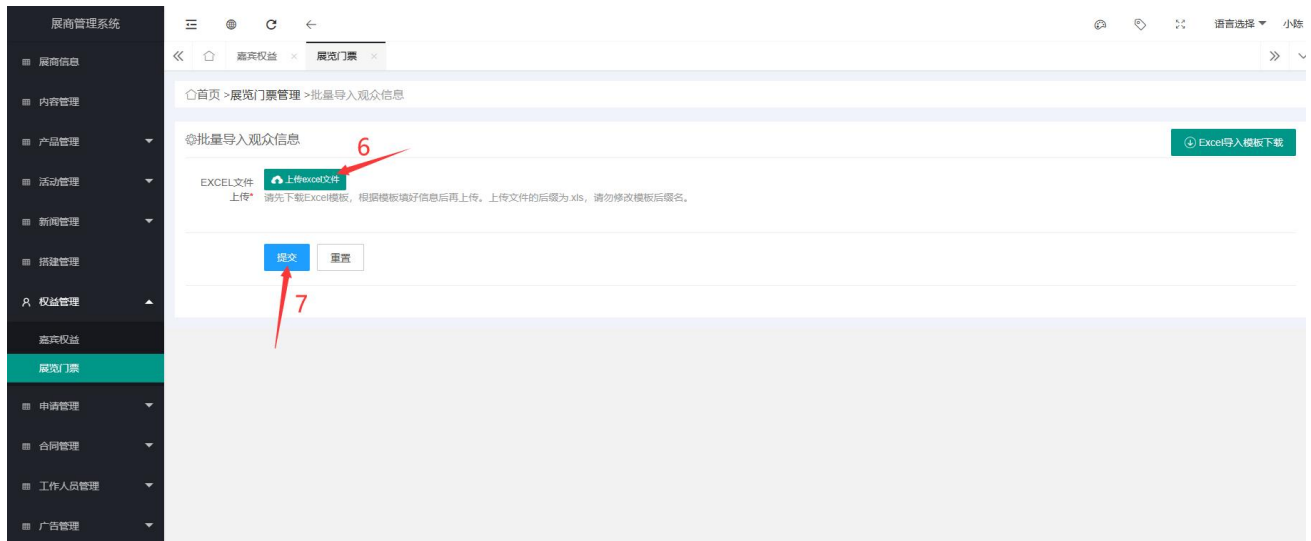 展商管理系统
语言选择
小陈
展商信息
嘉宾权益
展览门票
内容管理
首页 >展览门票管理 >批量导入观众信息
产品管理
批量导入观众信息
6
Excel导入模板下载
活动管理
EXCEL文件
上传*
上传excel文件
请先下载Excel模板，根据模板填好信息后再上传。上传文件的后缀为.xls，请勿修改模板后缀名。
新闻管理
搭建管理
提交
重置
权益管理
7
嘉宾权益
展览门票
申请管理
合同管理
工作人员管理
广告管理